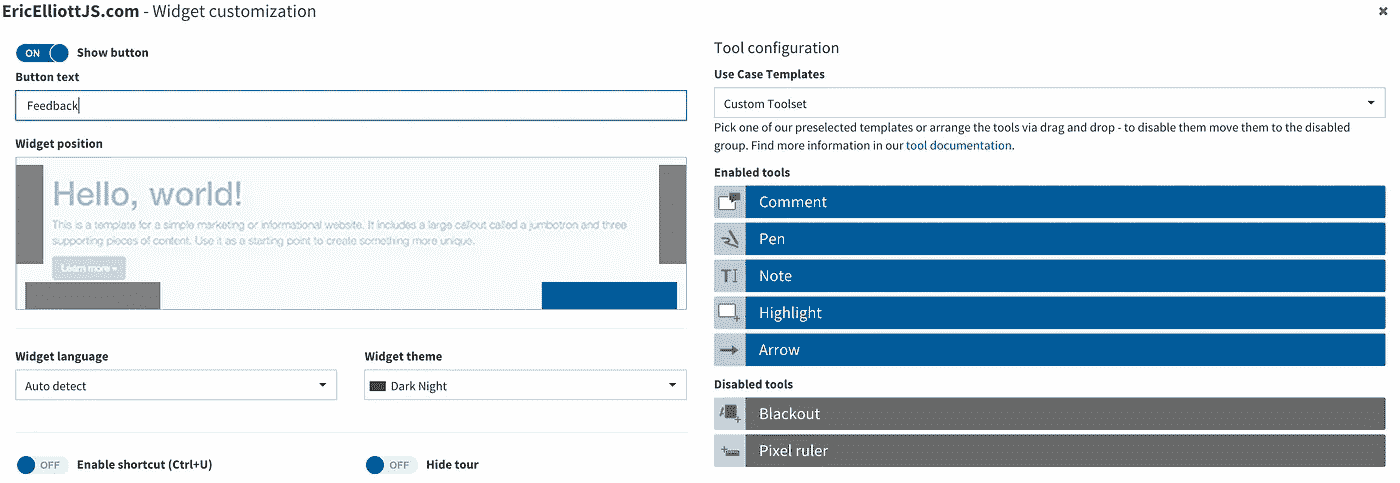 EricElliottJS.com - Widget customization
ON Show button
Button text
Feedback
Widget position
Hello, world!
This is a template for a simple marketing or informational website. It includes a large callout called a jumbotron and three
supporting pieces of content. Use it as a starting point to create something more unique.
Learn more »
Widget language
Auto detect
Widget theme
Dark Night
OFF Enable shortcut (Ctrl+U)
OFF Hide tour
Tool configuration
Use Case Templates
Custom Toolset
Pick one of our preselected templates or arrange the tools via drag and drop - to disable them move them to the disabled
group. Find more information in our tool documentation.
Enabled tools
Comment
Pen
Note
Highlight
Arrow
Disabled tools
Blackout
Pixel ruler